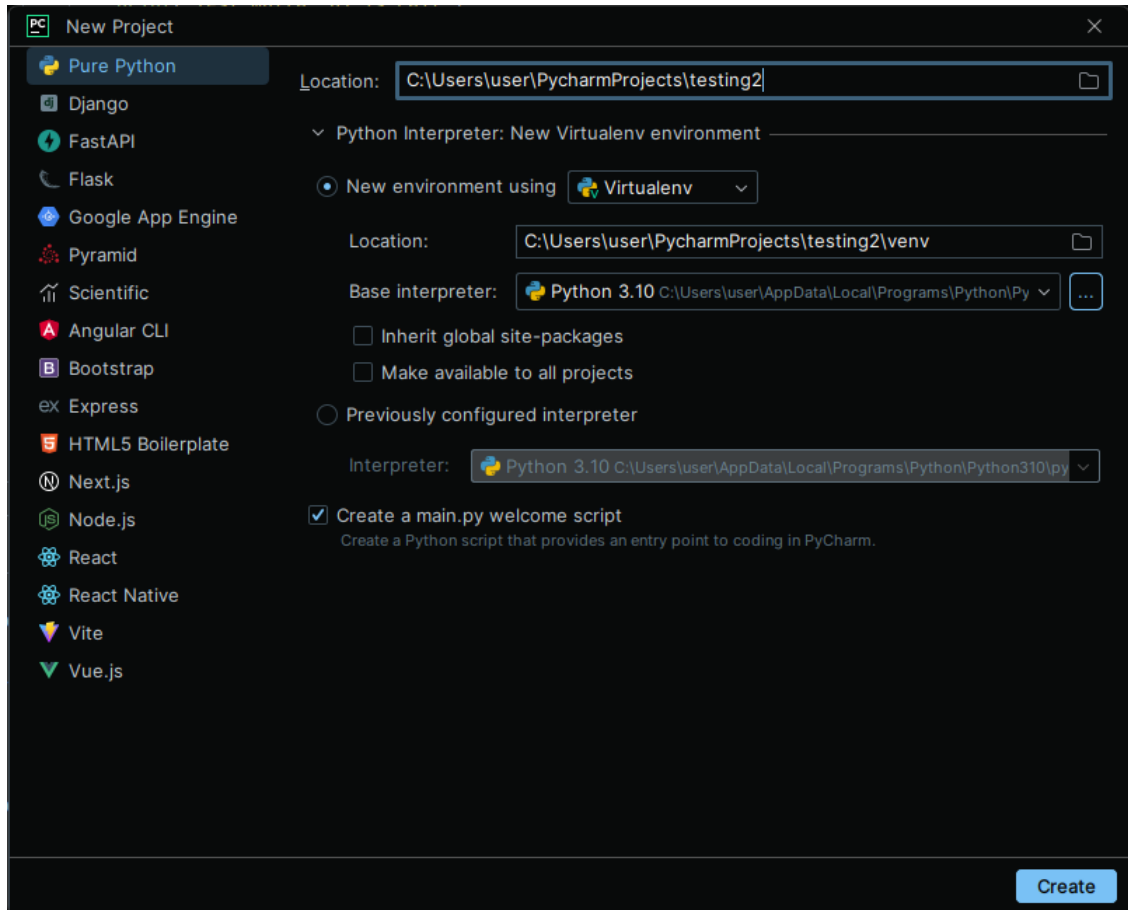 PC New Project
Pure Python
Django
FastAPI
Flask
Google App Engine
Pyramid
Scientific
Angular CLI
Bootstrap
Express
HTML5 Boilerplate
Next.js
Node.js
React
React Native
Vite
Vue.js
Location: C:\Users\user\PycharmProjects\testing2
Python Interpreter: New Virtualenv environment
New environment using Virtualenv
Location: C:\Users\user\PycharmProjects\testing2\venv
Base interpreter: Python 3.10 C:\Users\user\AppData\Local\Programs\Python\Py ...
Inherit global site-packages
Make available to all projects
Previously configured interpreter
Interpreter: Python 3.10 C:\Users\user\AppData\Local\Programs\Python\Python310\py
Create a main.py welcome script
Create a Python script that provides an entry point to coding in PyCharm.
Create